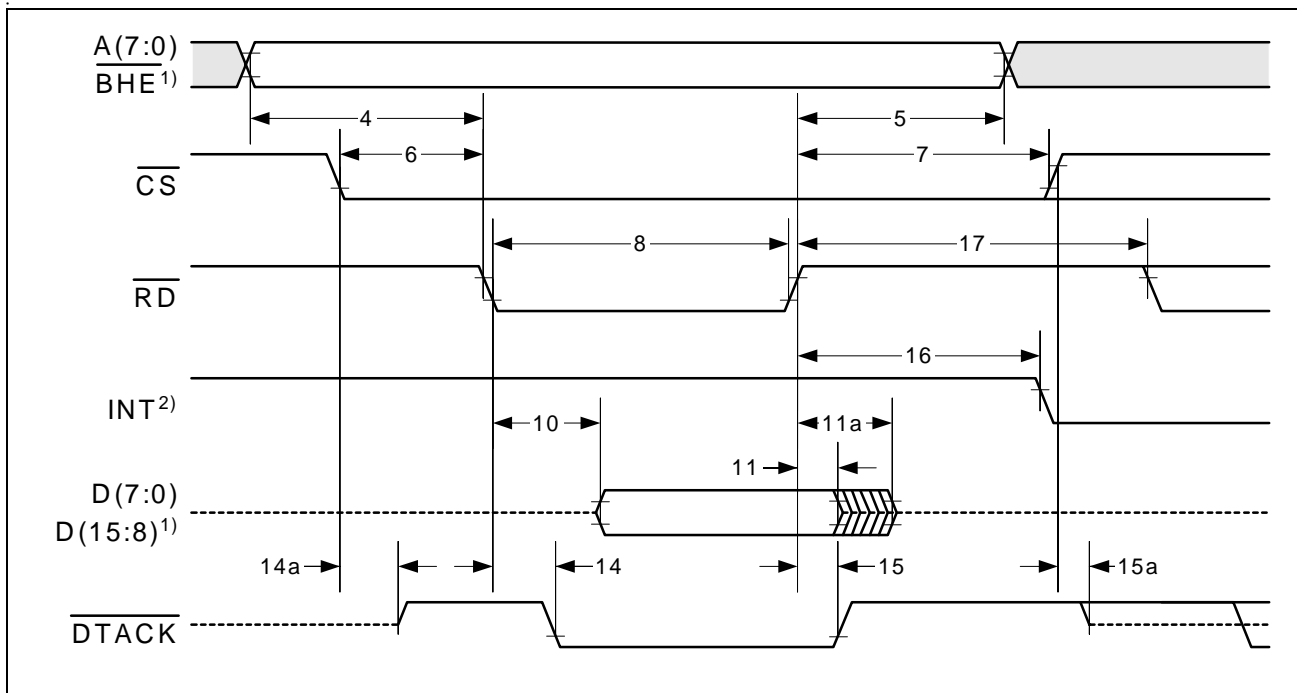 A(7:0)
BHE1)
4
5
6
7
CS
8
17
RD
16
INT2)
10
11a
11
D(7:0)
D(15:8)1)
14a
14
15
15a
DTACK